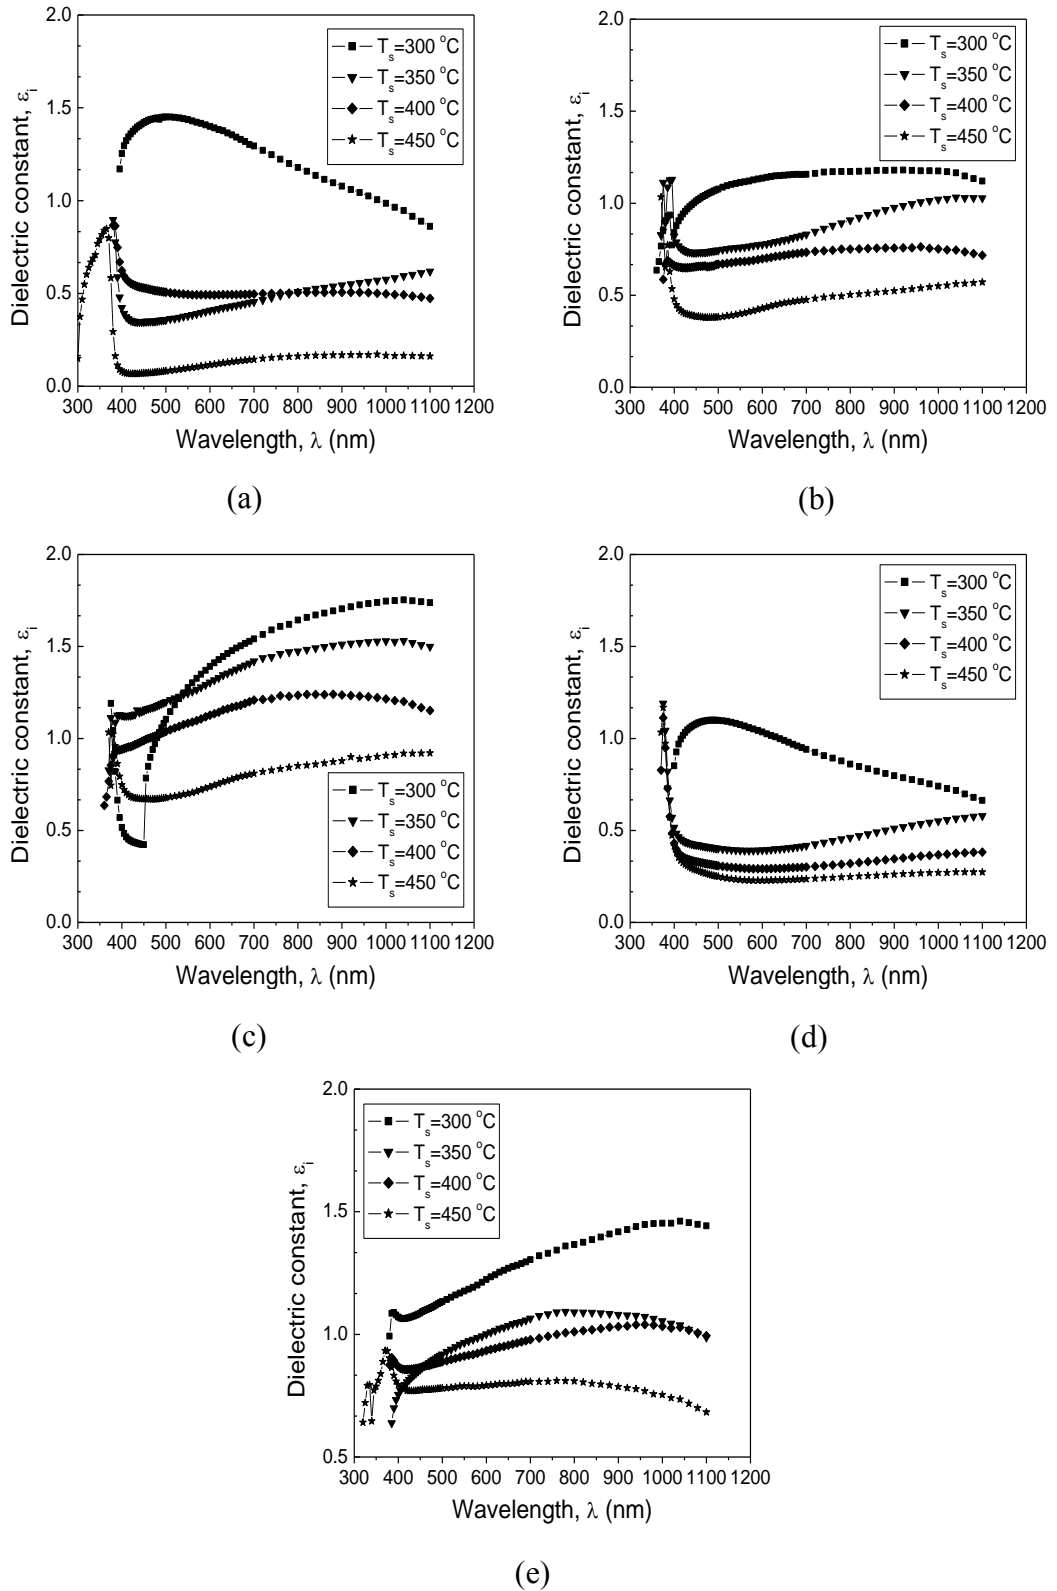 2.0
1.5
1.0
0.5
0.0
Dielectric constant, εi
300 400 500 600 700 800 900 1000 1100 1200
Wavelength, λ (nm)
Ts=300 °C
Ts=350 °C
Ts=400 °C
Ts=450 °C
(a)
2.0
1.5
1.0
0.5
0.0
Dielectric constant, εi
300 400 500 600 700 800 900 1000 1100 1200
Wavelength, λ (nm)
Ts=300 °C
Ts=350 °C
Ts=400 °C
Ts=450 °C
(b)
2.0
1.5
1.0
0.5
0.0
Dielectric constant, εi
300 400 500 600 700 800 900 1000 1100 1200
Wavelength, λ (nm)
Ts=300 °C
Ts=350 °C
Ts=400 °C
Ts=450 °C
(c)
2.0
1.5
1.0
0.5
0.0
Dielectric constant, εi
300 400 500 600 700 800 900 1000 1100 1200
Wavelength, λ (nm)
Ts=300 °C
Ts=350 °C
Ts=400 °C
Ts=450 °C
(d)
2.0
1.5
1.0
0.5
Dielectric constant, εi
300 400 500 600 700 800 900 1000 1100 1200
Wavelength, λ (nm)
Ts=300 °C
Ts=350 °C
Ts=400 °C
Ts=450 °C
(e)